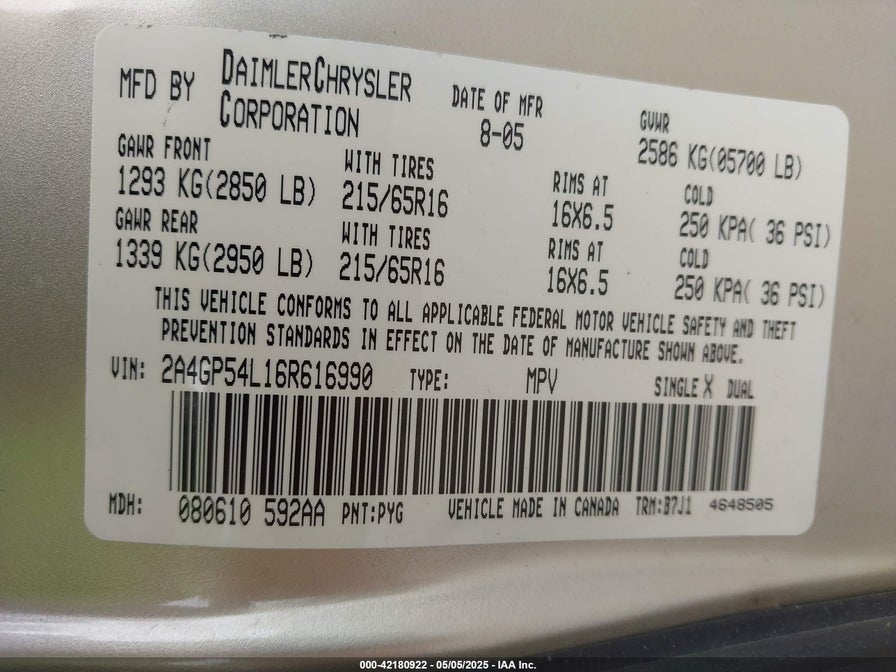 MFD BY DAIMLERCHRYSLER CORPORATION
DATE OF MFR
8-05
GVWR
2586 KG(05700 LB)
GAWR FRONT
1293 KG(2850 LB)
WITH TIRES
215/65R16
RIMS AT
16X6.5
COLD
250 KPA( 36 PSI)
GAWR REAR
1339 KG(2950 LB)
WITH TIRES
215/65R16
RIMS AT
16X6.5
COLD
250 KPA( 36 PSI)
THIS VEHICLE CONFORMS TO ALL APPLICABLE FEDERAL MOTOR VEHICLE SAFETY AND THEFT
PREVENTION STANDARDS IN EFFECT ON THE DATE OF MANUFACTURE SHOWN ABOVE.
VIN: 2A4GP54L16R616990 TYPE: MPV SINGLE X DUAL
MDH: 080610 592AA PNT:PYG VEHICLE MADE IN CANADA TRM:B7J1 4648505
000-42180922 - 05/05/2025 - IAA Inc.